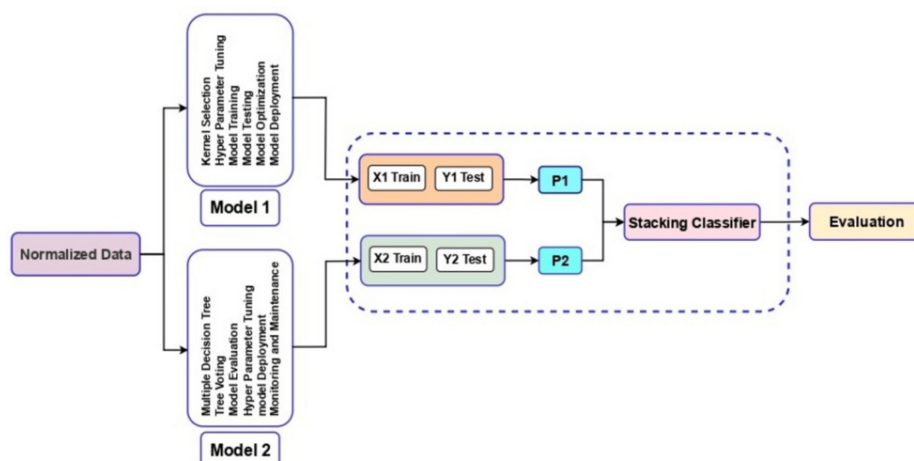 Normalized Data
Kernel Selection
Hyper Parameter Tuning
Model Training
Model Testing
Model Optimization
Model Deployment
Model 1
Multiple Decision Tree
Tree Voting
Model Evaluation
Hyper Parameter Tuning
model Deployment
Monitoring and Maintenance
Model 2
X1 Train
Y1 Test
P1
X2 Train
Y2 Test
P2
Stacking Classifier
Evaluation